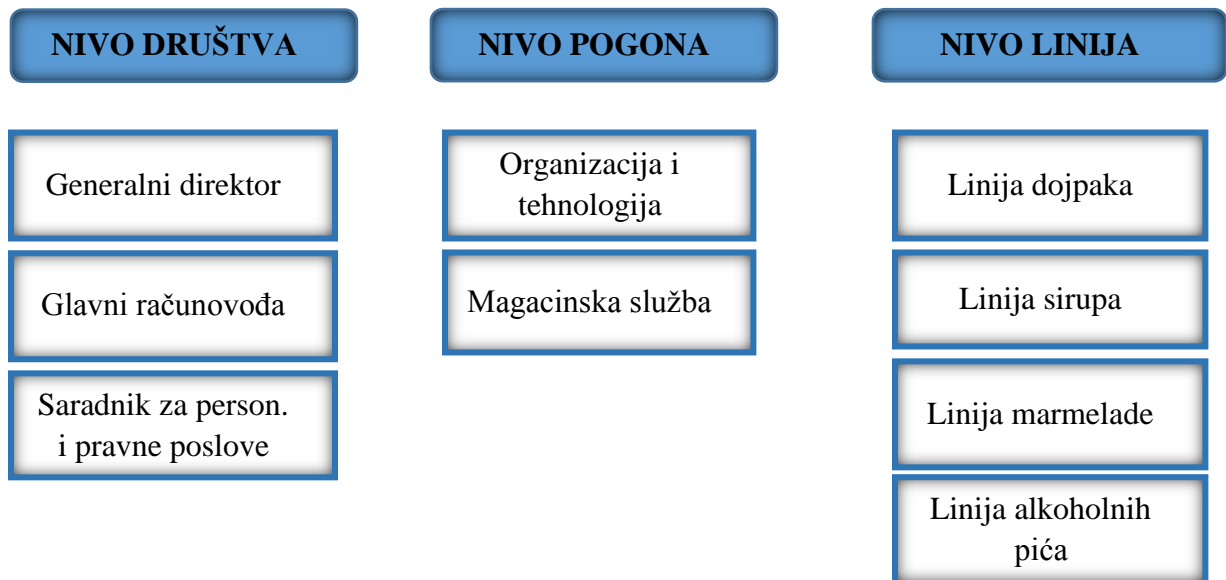 NIVO DRUŠTVA
Generalni direktor
Glavni računovođa
Saradnik za person.
i pravne poslove
NIVO POGONA
Organizacija i
tehnologija
Magacinska služba
NIVO LINIJA
Linija dojpaka
Linija sirupa
Linija marmelade
Linija alkoholnih
pića